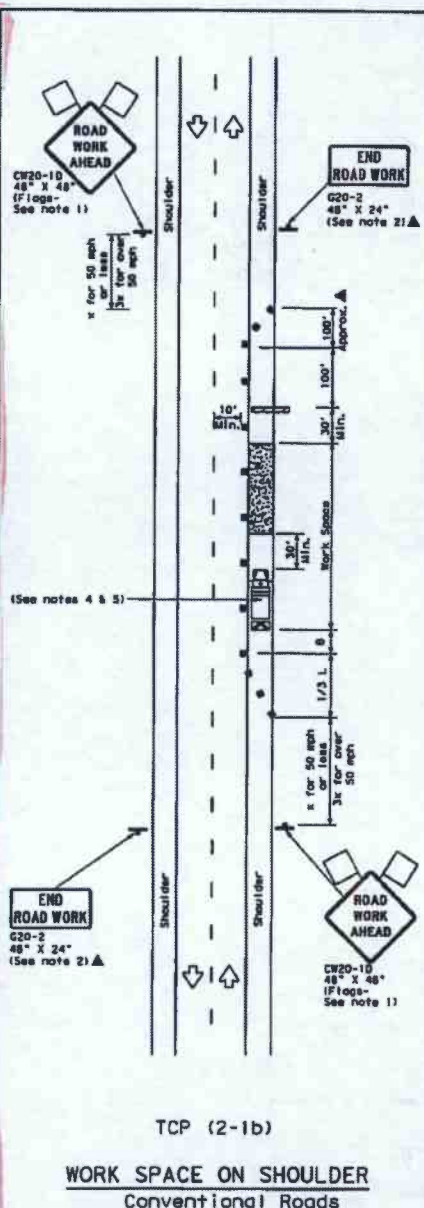 ROAD
WORK
AHEAD
CW20-1D
48" X 48"
(Flags-
See note 1)
END
ROAD WORK
G20-2
48" X 24"
(See note 2)▲
Shoulder
Shoulder
x for 50 mph
or less
3x for over
50 mph
100'
Approx. ▲
100'
10'
Min.
30'
Min.
30'
Min.
Work Space
(See notes 4 & 5)
B
1/3 L
x for 50 mph
or less
3x for over
50 mph
END
ROAD WORK
G20-2
48" X 24"
(See note 2)▲
Shoulder
Shoulder
ROAD
WORK
AHEAD
CW20-1D
48" X 48"
(Flags-
See note 1)
TCP (2-1b)
WORK SPACE ON SHOULDER
Conventional Roads